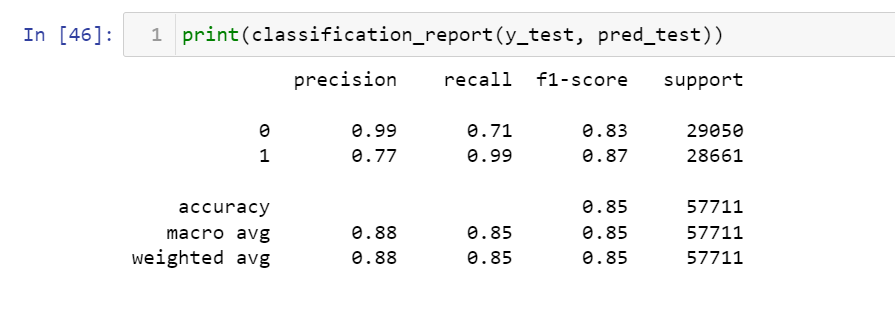 In [46]: 1 print(classification_report(y_test, pred_test))
precision recall f1-score support
0 0.99 0.71 0.83 29050
1 0.77 0.99 0.87 28661
accuracy 0.85 57711
macro avg 0.88 0.85 0.85 57711
weighted avg 0.88 0.85 0.85 57711